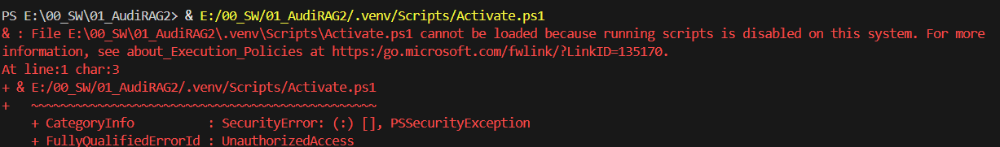 PS E:\00_SW\01_AudiRAG2> & E:/00_SW/01_AudiRAG2/.venv/Scripts/Activate.ps1
& : File E:\00_SW\01_AudiRAG2\.venv\Scripts\Activate.ps1 cannot be loaded because running scripts is disabled on this system. For more
information, see about_Execution_Policies at https:/go.microsoft.com/fwlink/?LinkID=135170.
At line:1 char:3
+ & E:/00_SW/01_AudiRAG2/.venv/Scripts/Activate.ps1
+   ~~~~~~~~~~~~~~~~~~~~~~~~~~~~~~~~~~~~~~~~~~~~~~~
    + CategoryInfo          : SecurityError: (:) [], PSSecurityException
    + FullyQualifiedErrorId : UnauthorizedAccess